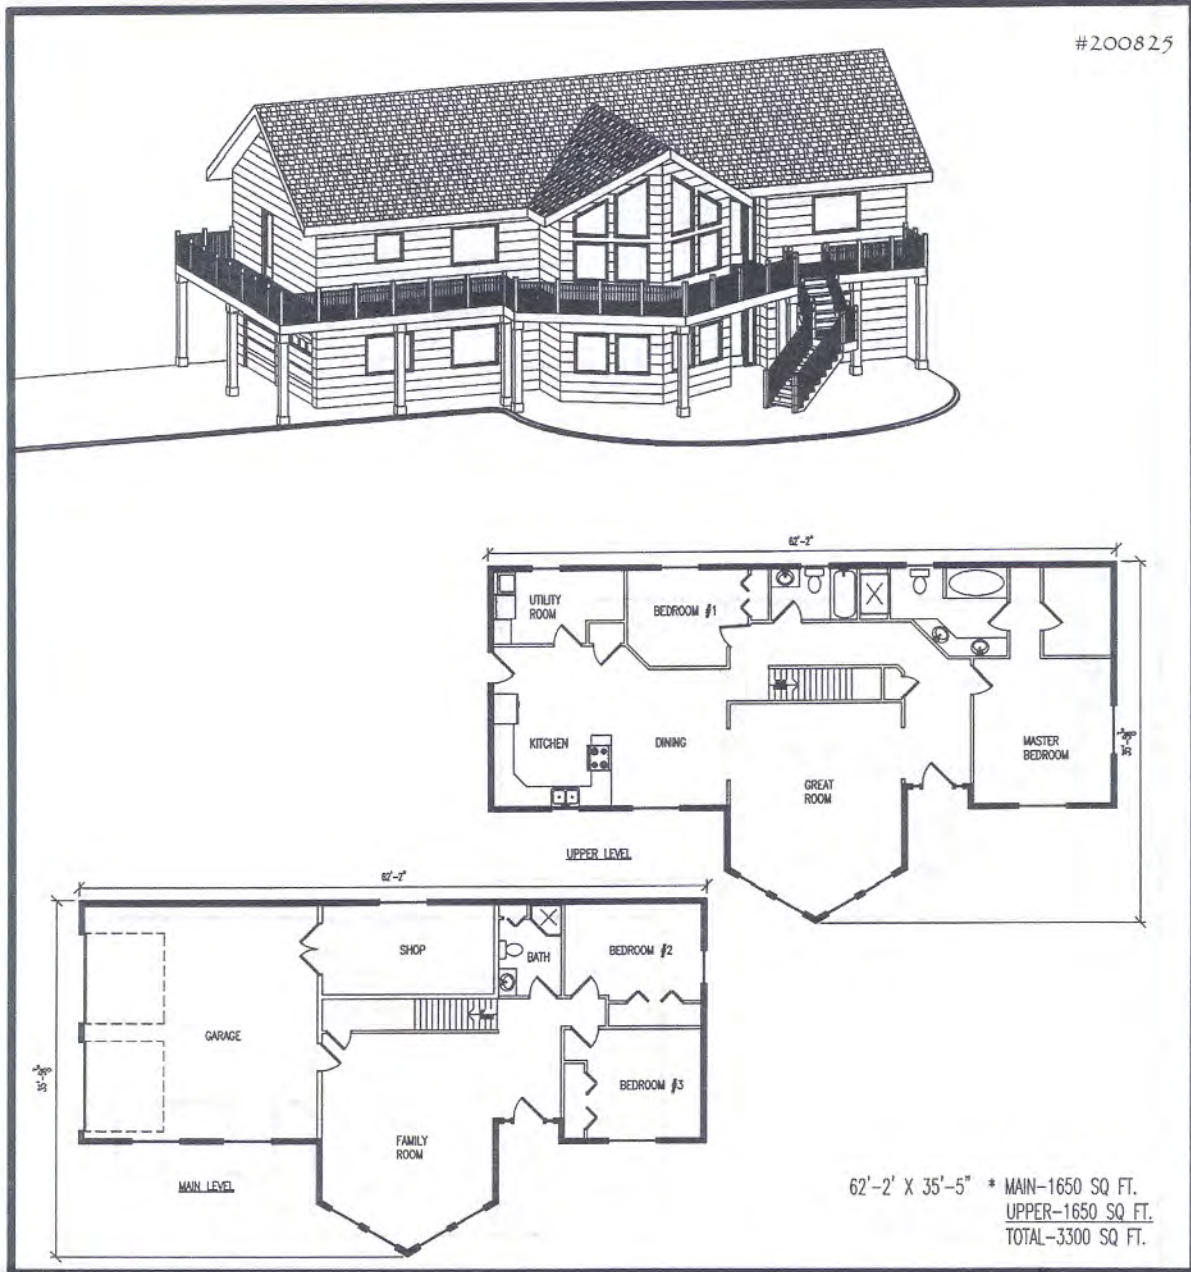 #200825
62'-2"
UTILITY
ROOM
BEDROOM #1
KITCHEN
DINING
MASTER
BEDROOM
GREAT
ROOM
UPPER LEVEL
62'-2"
SHOP
BATH
BEDROOM #2
GARAGE
BEDROOM #3
FAMILY
ROOM
MAIN LEVEL
62'-2' X 35'-5" * MAIN-1650 SQ FT.
UPPER-1650 SQ FT.
TOTAL-3300 SQ FT.